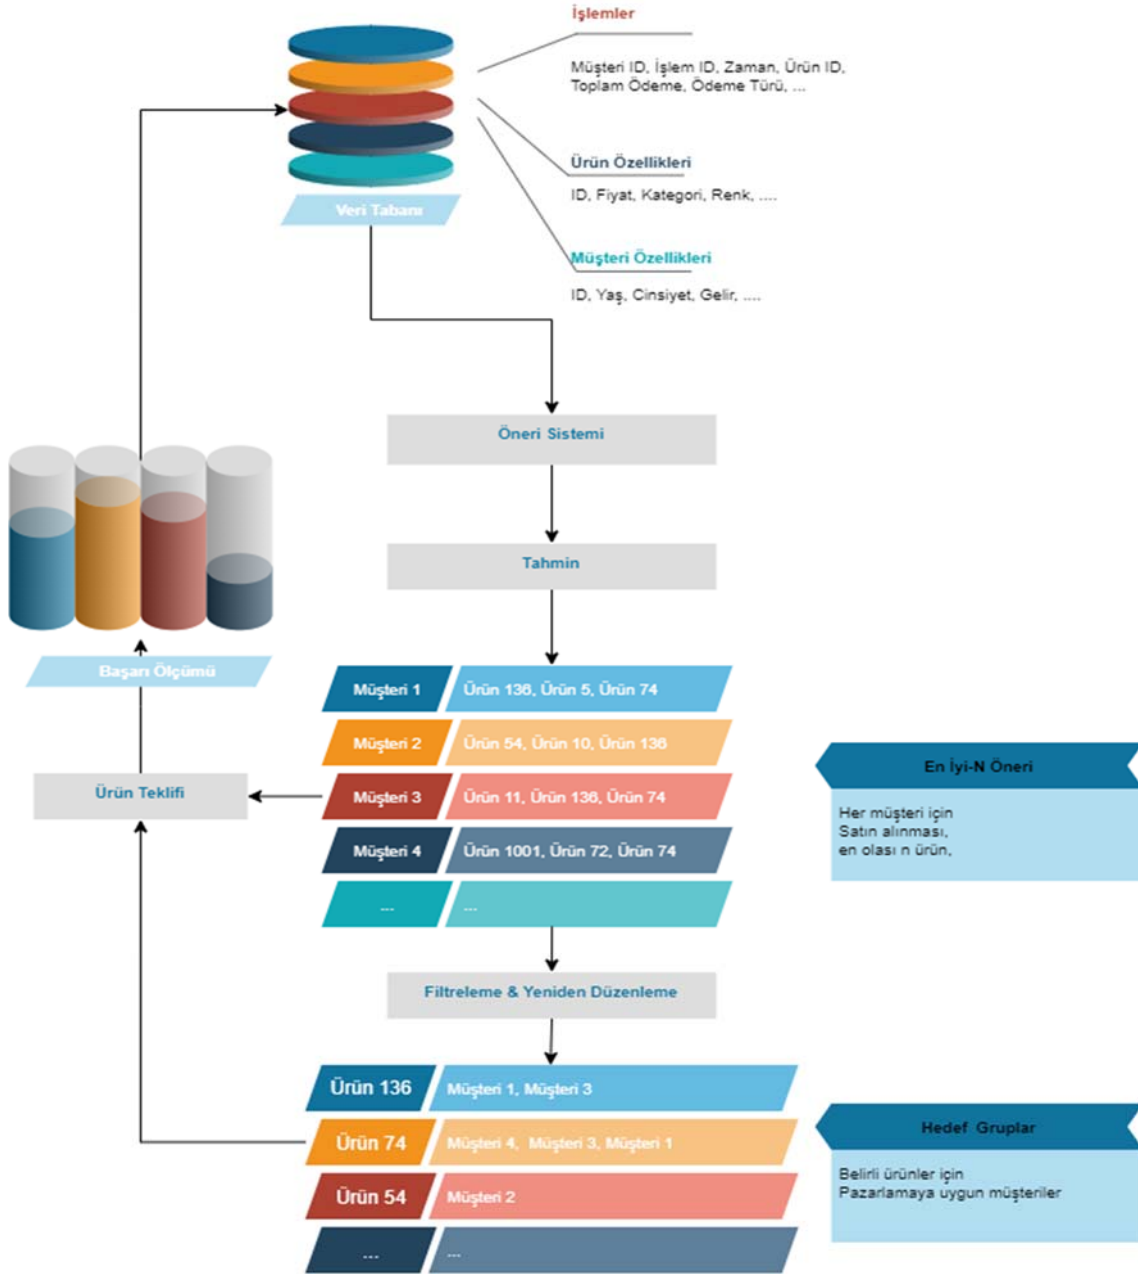 İşlemler
Müşteri ID, İşlem ID, Zaman, Ürün ID,
Toplam Ödeme, Ödeme Türü, ...
Ürün Özellikleri
ID, Fiyat, Kategori, Renk, ....
Veri Tabanı
Müşteri Özellikleri
ID, Yaş, Cinsiyet, Gelir, ....
Öneri Sistemi
Tahmin
Başarı Ölçümü
Müşteri 1 Ürün 136, Ürün 5, Ürün 74
Müşteri 2 Ürün 54, Ürün 10, Ürün 136
Müşteri 3 Ürün 11, Ürün 136, Ürün 74
Müşteri 4 Ürün 1001, Ürün 72, Ürün 74
... ...
Ürün Teklifi
En İyi-N Öneri
Her müşteri için
Satın alınması,
en olası n ürün,
Filtreleme & Yeniden Düzenleme
Ürün 136 Müşteri 1, Müşteri 3
Ürün 74 Müşteri 4, Müşteri 3, Müşteri 1
Ürün 54 Müşteri 2
... ...
Hedef Gruplar
Belirli ürünler için
Pazarlamaya uygun müşteriler